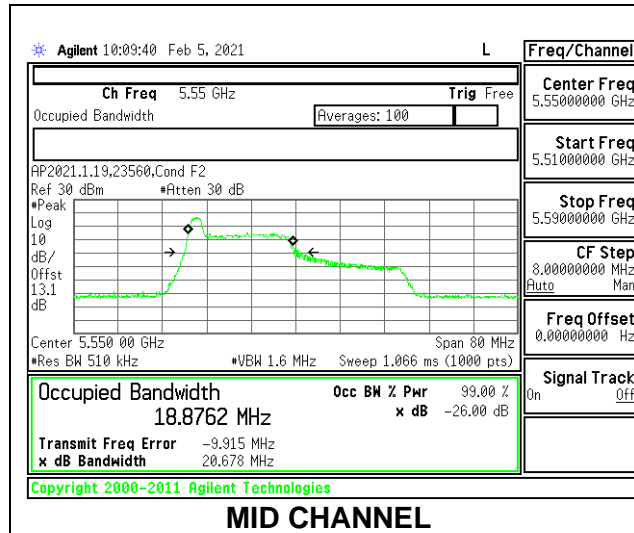 Agilent 10:09:40 Feb 5, 2021 L
Freq/Channel
Ch Freq 5.55 GHz Trig Free
Occupied Bandwidth Averages: 100
AP2021.1.19,23560,Cond F2
Ref 30 dBm #Atten 30 dB
#Peak
Log
10
dB/
Offst
13.1
dB
Center 5.550 00 GHz Span 80 MHz
#Res BW 510 kHz #VBW 1.6 MHz Sweep 1.066 ms (1000 pts)
Occupied Bandwidth Occ BW % Pwr 99.00 %
18.8762 MHz x dB -26.00 dB
Transmit Freq Error -9.915 MHz
x dB Bandwidth 20.678 MHz
Copyright 2000-2011 Agilent Technologies
Center Freq
5.55000000 GHz
Start Freq
5.51000000 GHz
Stop Freq
5.59000000 GHz
CF Step
8.00000000 MHz
Auto Man
Freq Offset
0.00000000 Hz
Signal Track
On Off
MID CHANNEL